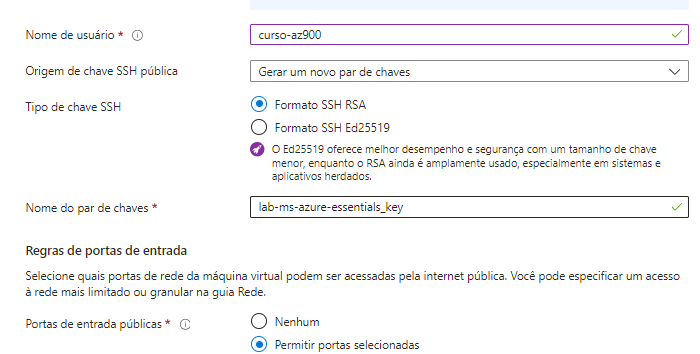 Nome de usuário *
curso-az900
Origem de chave SSH pública
Gerar um novo par de chaves
Tipo de chave SSH
Formato SSH RSA
Formato SSH Ed25519
O Ed25519 oferece melhor desempenho e segurança com um tamanho de chave
menor, enquanto o RSA ainda é amplamente usado, especialmente em sistemas e
aplicativos herdados.
Nome do par de chaves *
lab-ms-azure-essentials_key
Regras de portas de entrada
Selecione quais portas de rede da máquina virtual podem ser acessadas pela internet pública. Você pode especificar um acesso
à rede mais limitado ou granular na guia Rede.
Portas de entrada públicas *
Nenhum
Permitir portas selecionadas